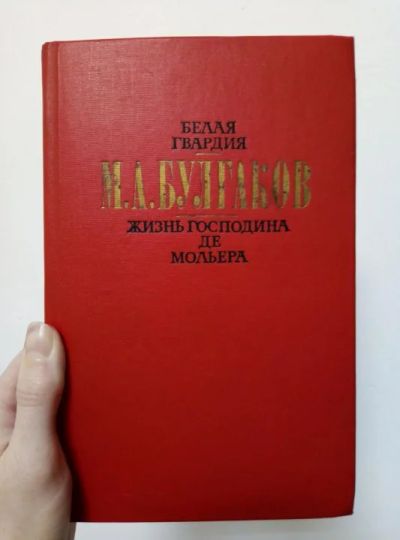 БЕЛАЯ
ГВАРДИЯ
М.А.БУЛГАКОВ
ЖИЗНЬ ГОСПОДИНА
ДЕ
МОЛЬЕРА